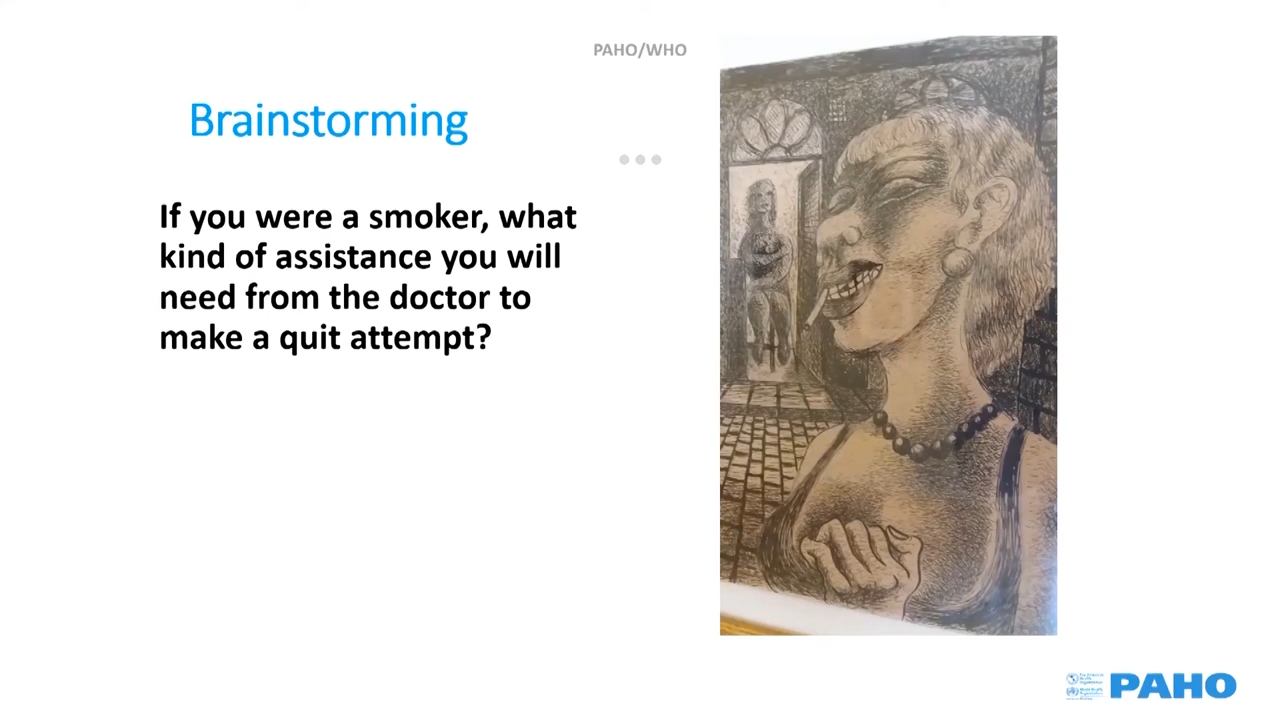 PAHO/WHO
Brainstorming
If you were a smoker, what
kind of assistance you will
need from the doctor to
make a quit attempt?
PAHO